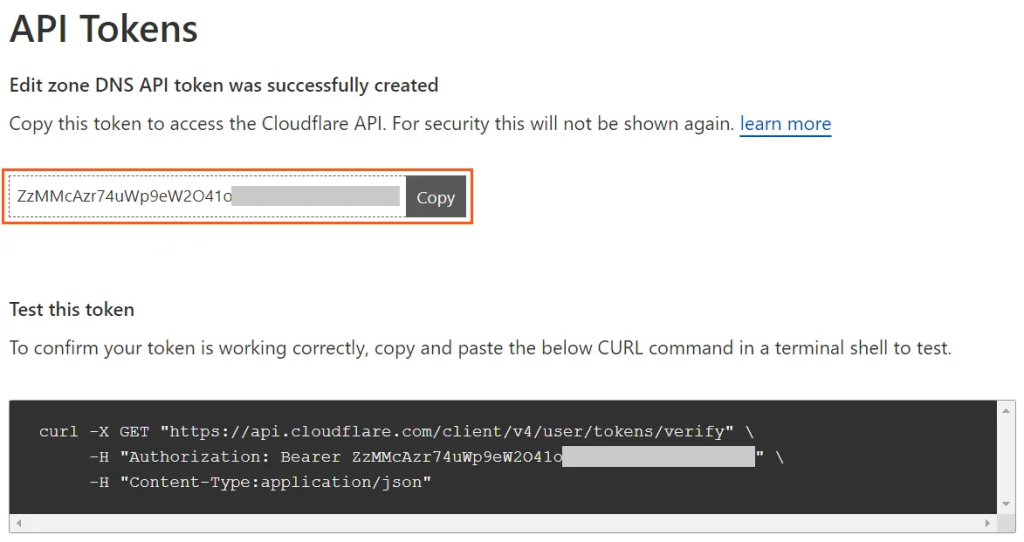 API Tokens
Edit zone DNS API token was successfully created
Copy this token to access the Cloudflare API. For security this will not be shown again. learn more
ZzMMcAzr74uWp9eW2O41o Copy
Test this token
To confirm your token is working correctly, copy and paste the below CURL command in a terminal shell to test.
curl -X GET "https://api.cloudflare.com/client/v4/user/tokens/verify" \
-H "Authorization: Bearer ZzMMcAzr74uWp9eW2O41o" \
-H "Content-Type:application/json"